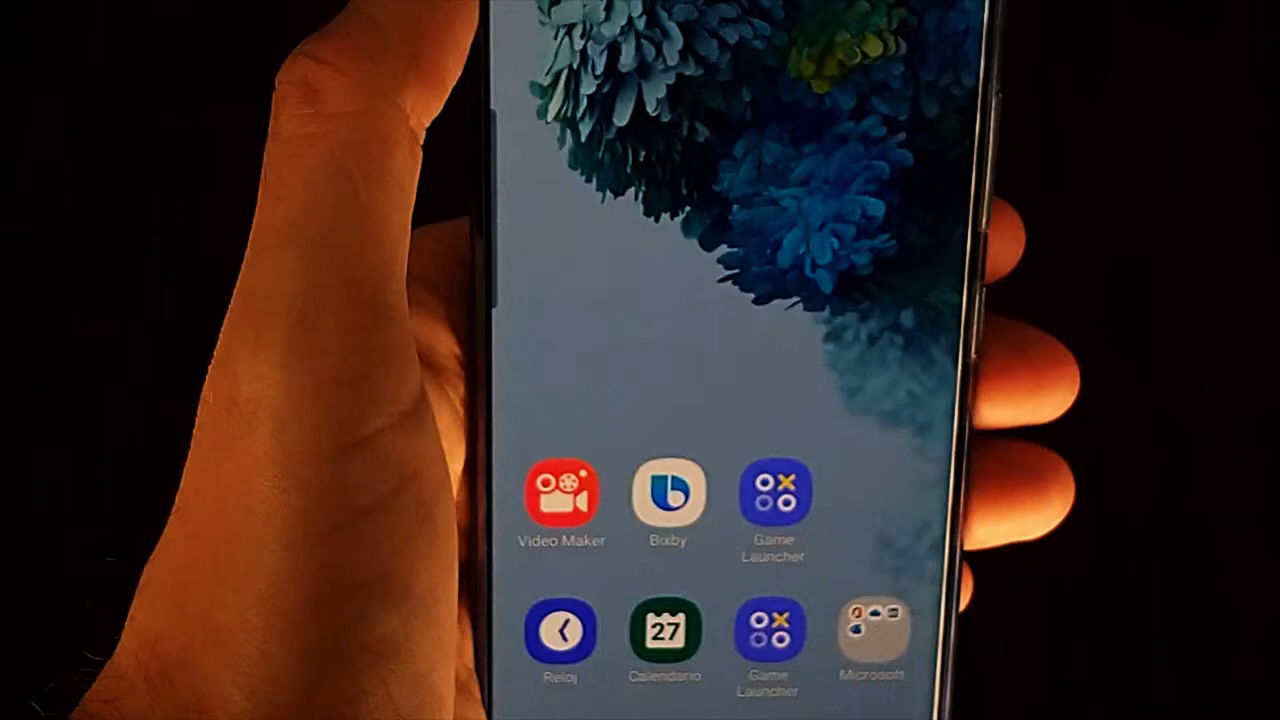 Video Maker
Bixby
Game
Launcher
27
Reloj
Calendario
Game
Launcher
Microsoft